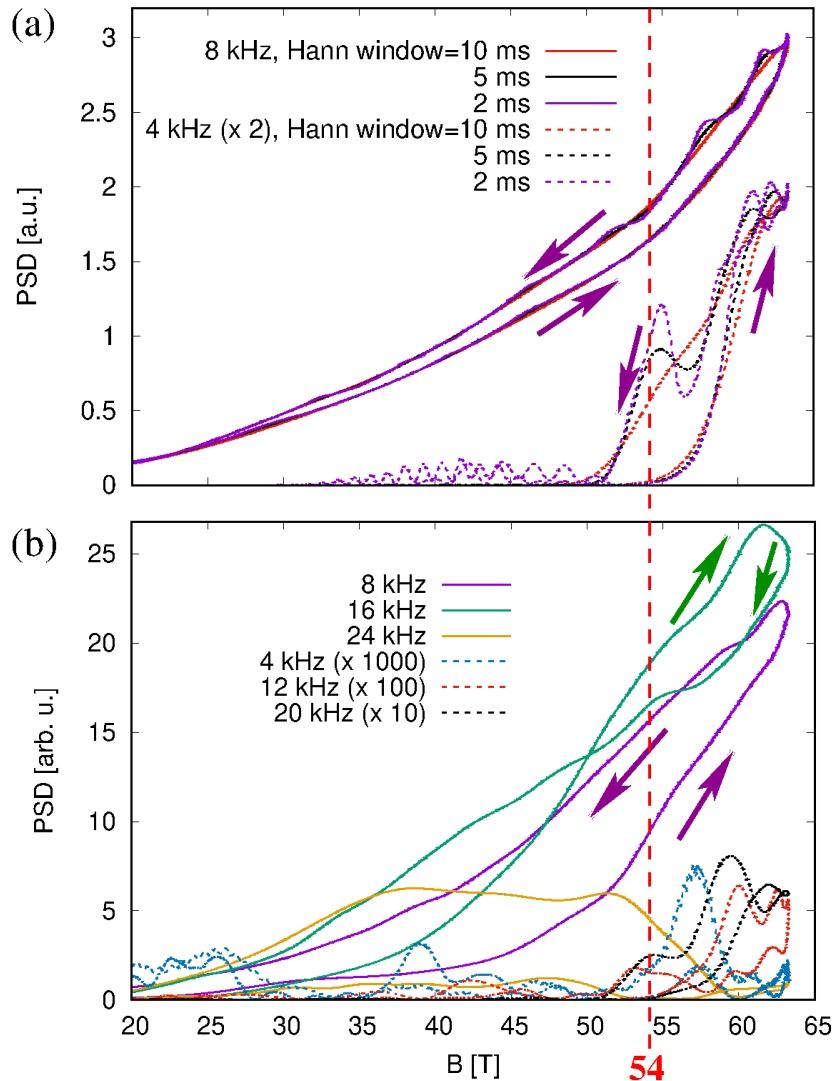 (a)
3
2.5
2
1.5
1
0.5
0
PSD [a.u.]
8 kHz, Hann window=10 ms
5 ms
2 ms
4 kHz (x 2), Hann window=10 ms
5 ms
2 ms
(b)
25
20
15
10
5
0
PSD [arb. u.]
8 kHz
16 kHz
24 kHz
4 kHz (x 1000)
12 kHz (x 100)
20 kHz (x 10)
20 25 30 35 40 45 50 55 60 65
B [T]
54